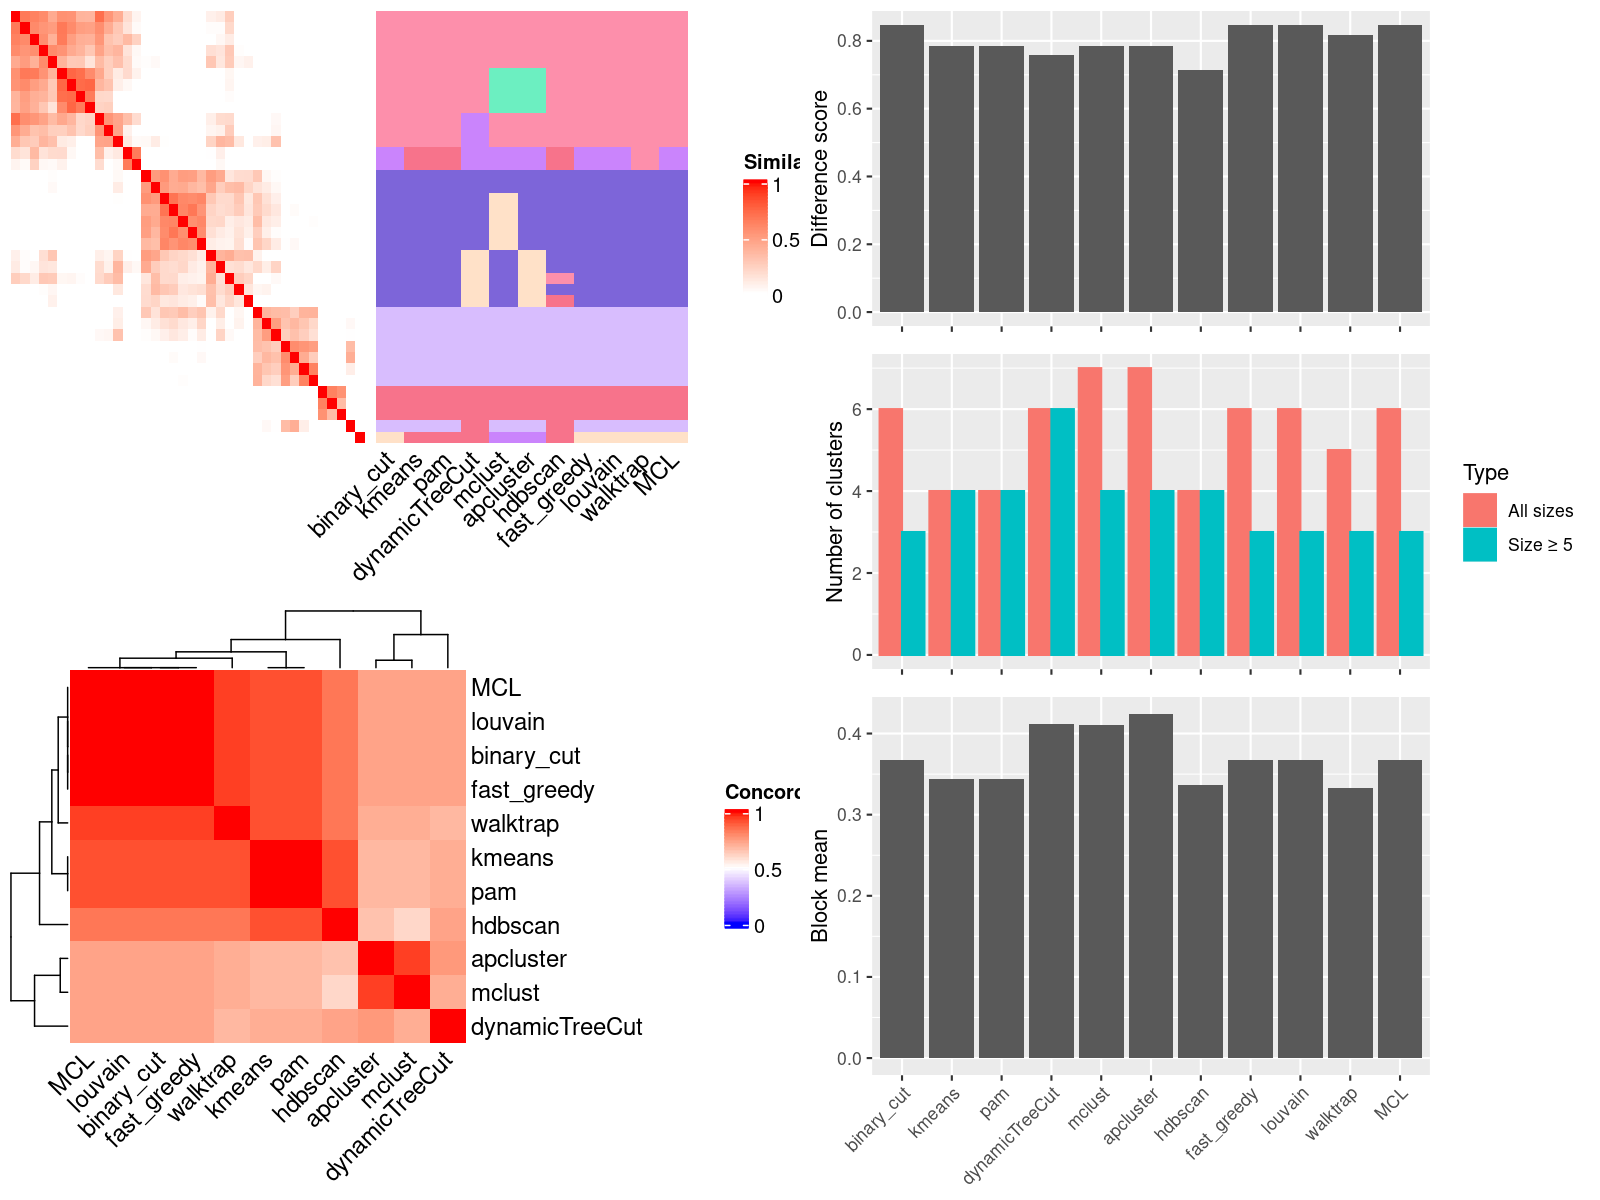 Simila
1
0.5
0
binary_cut
kmeans
pam
dynamicTreeCut
mclust
apcluster
hdbscan
fast_greedy
louvain
walktrap
MCL
MCL
louvain
binary_cut
fast_greedy
walktrap
kmeans
pam
hdbscan
apcluster
mclust
dynamicTreeCut
MCL
louvain
binary_cut
fast_greedy
walktrap
kmeans
pam
hdbscan
apcluster
mclust
dynamicTreeCut
Concord
1
0.5
0
Difference score
0.8
0.6
0.4
0.2
0.0
Number of clusters
6
4
2
0
Type
All sizes
Size ≥ 5
Block mean
0.4
0.3
0.2
0.1
0.0
binary_cut
kmeans
pam
dynamicTreeCut
mclust
apcluster
hdbscan
fast_greedy
louvain
walktrap
MCL